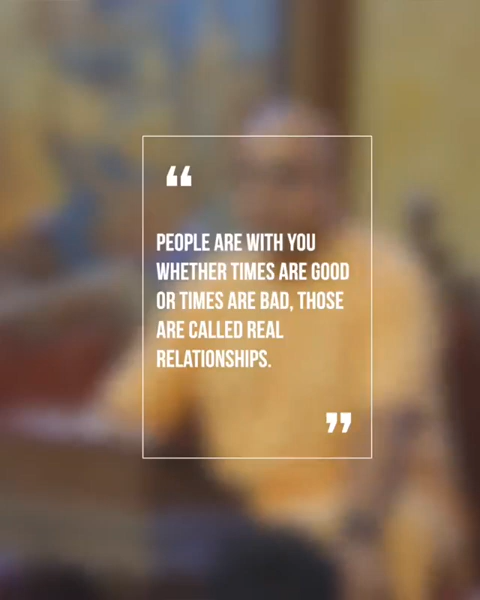 “
PEOPLE ARE WITH YOU
WHETHER TIMES ARE GOOD
OR TIMES ARE BAD, THOSE
ARE CALLED REAL
RELATIONSHIPS.
”